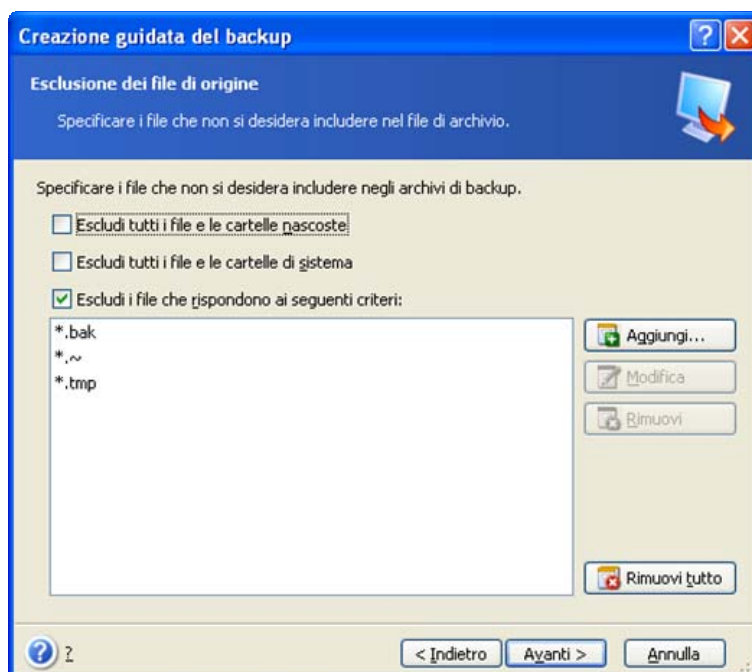 Creazione guidata del backup
Esclusione dei file di origine
Specificare i file che non si desidera includere nel file di archivio.
Specificare i file che non si desidera includere negli archivi di backup.
Escludi tutti i file e le cartelle nascoste
Escludi tutti i file e le cartelle di sistema
Escludi i file che rispondono ai seguenti criteri:
*.bak
*.~
*.tmp
Aggiungi...
Modifica
Rimuovi
Rimuovi tutto
?
< Indietro
Avanti >
Annulla